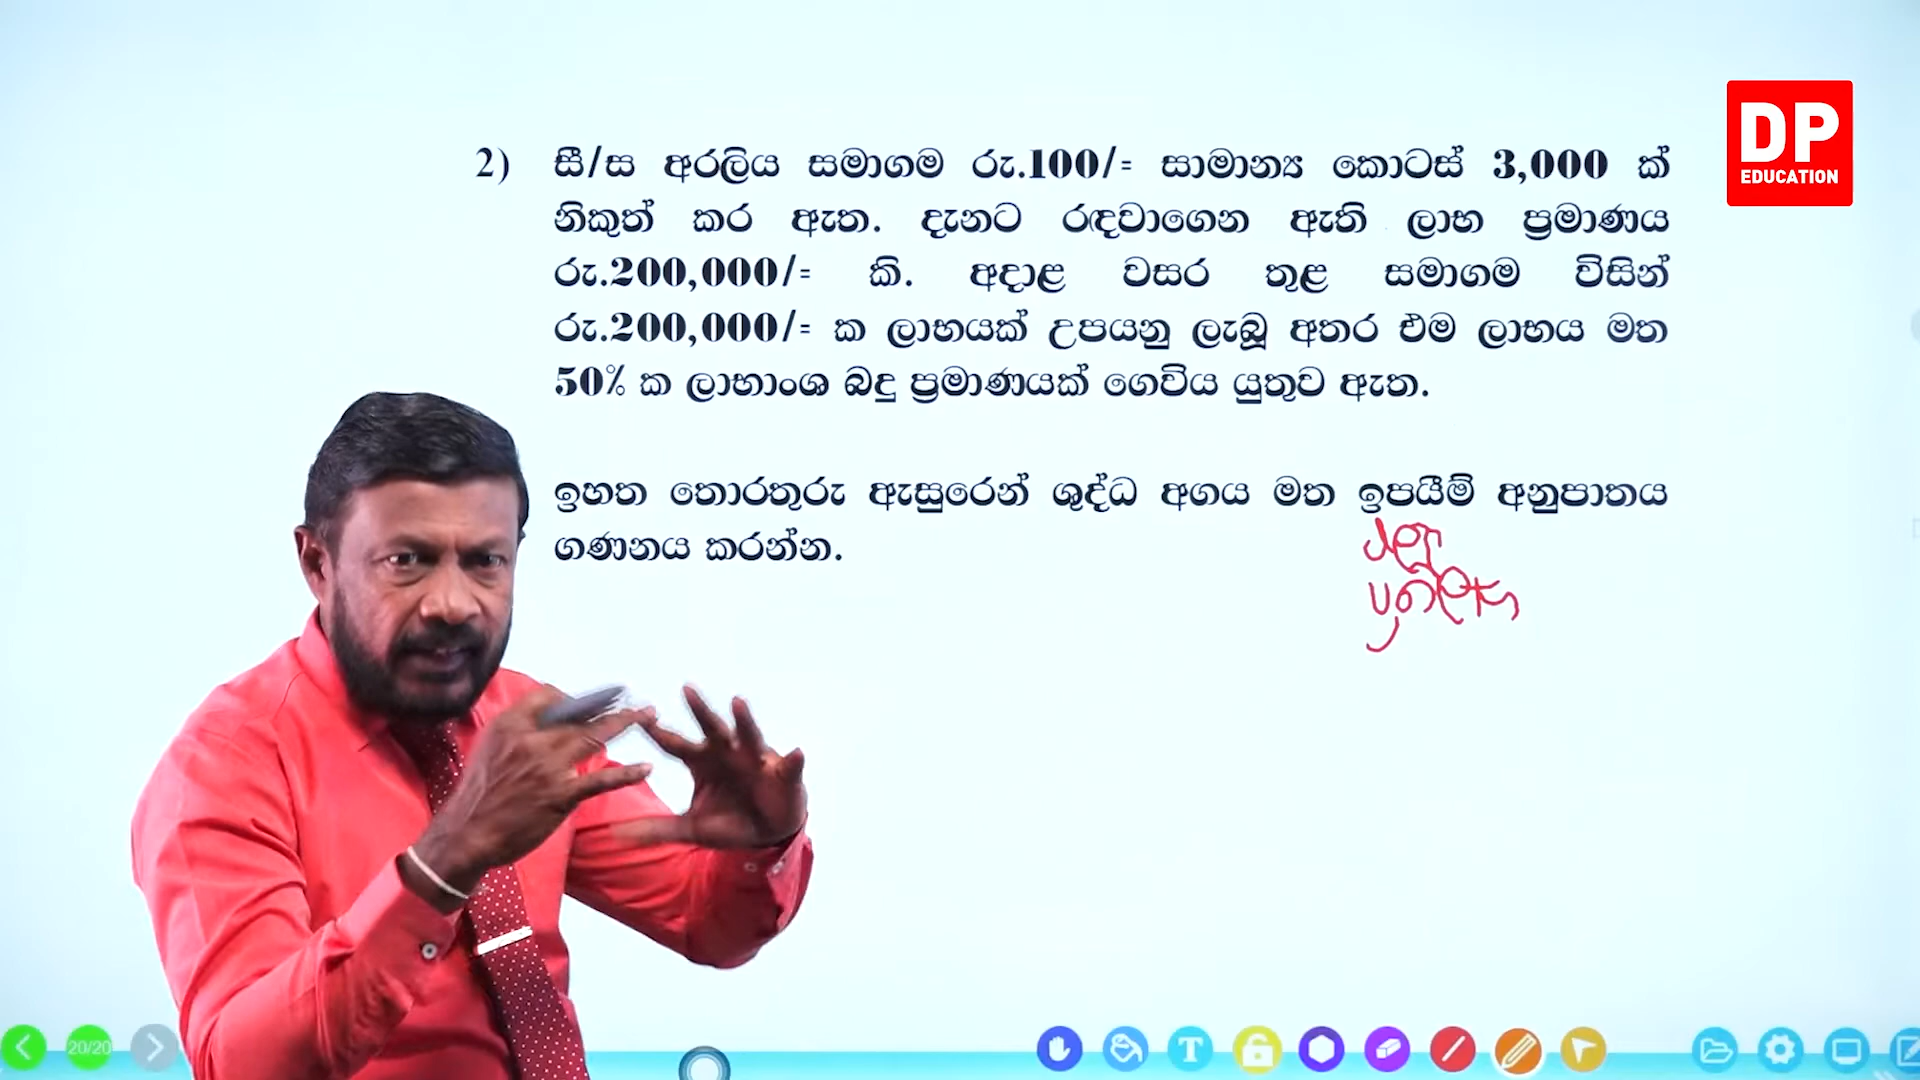 DP
EDUCATION
2) සී/ස අරලිය සමාගම රු.100/= සාමාන්‍ය කොටස් 3,000 ක්
නිකුත් කර ඇත. දැනට රඳවාගෙන ඇති ලාභ ප්‍රමාණය
රු.200,000/= කි. අදාළ වසර තුළ සමාගම විසින්
රු.200,000/= ක ලාභයක් උපයනු ලැබූ අතර එම ලාභය මත
50% ක ලාභාංශ බදු ප්‍රමාණයක් ගෙවිය යුතුව ඇත.
ඉහත තොරතුරු ඇසුරෙන් ශුද්ධ අගය මත ඉපයීම් අනුපාතය
ගණනය කරන්න.
20/20
T